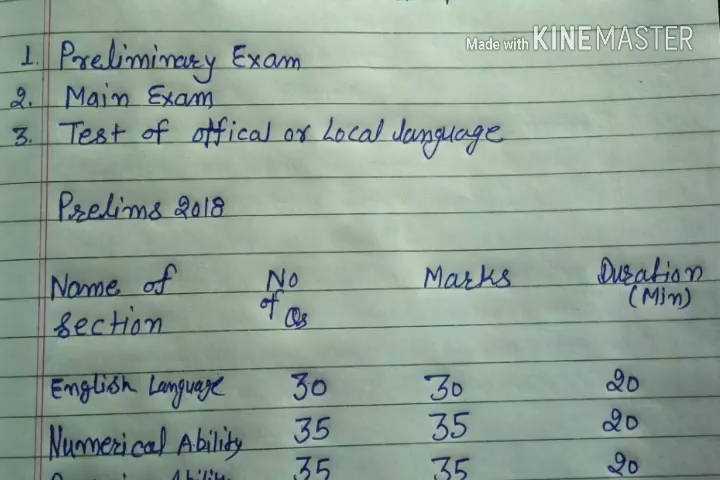 Made with KINEMASTER
1. Preliminary Exam
2. Main Exam
3. Test of offical or Local language
Prelims 2018
Name of section No of Qs Marks Duration (Min)
English Language 30 30 20
Numerical Ability 35 35 20
Ability 35 35 20